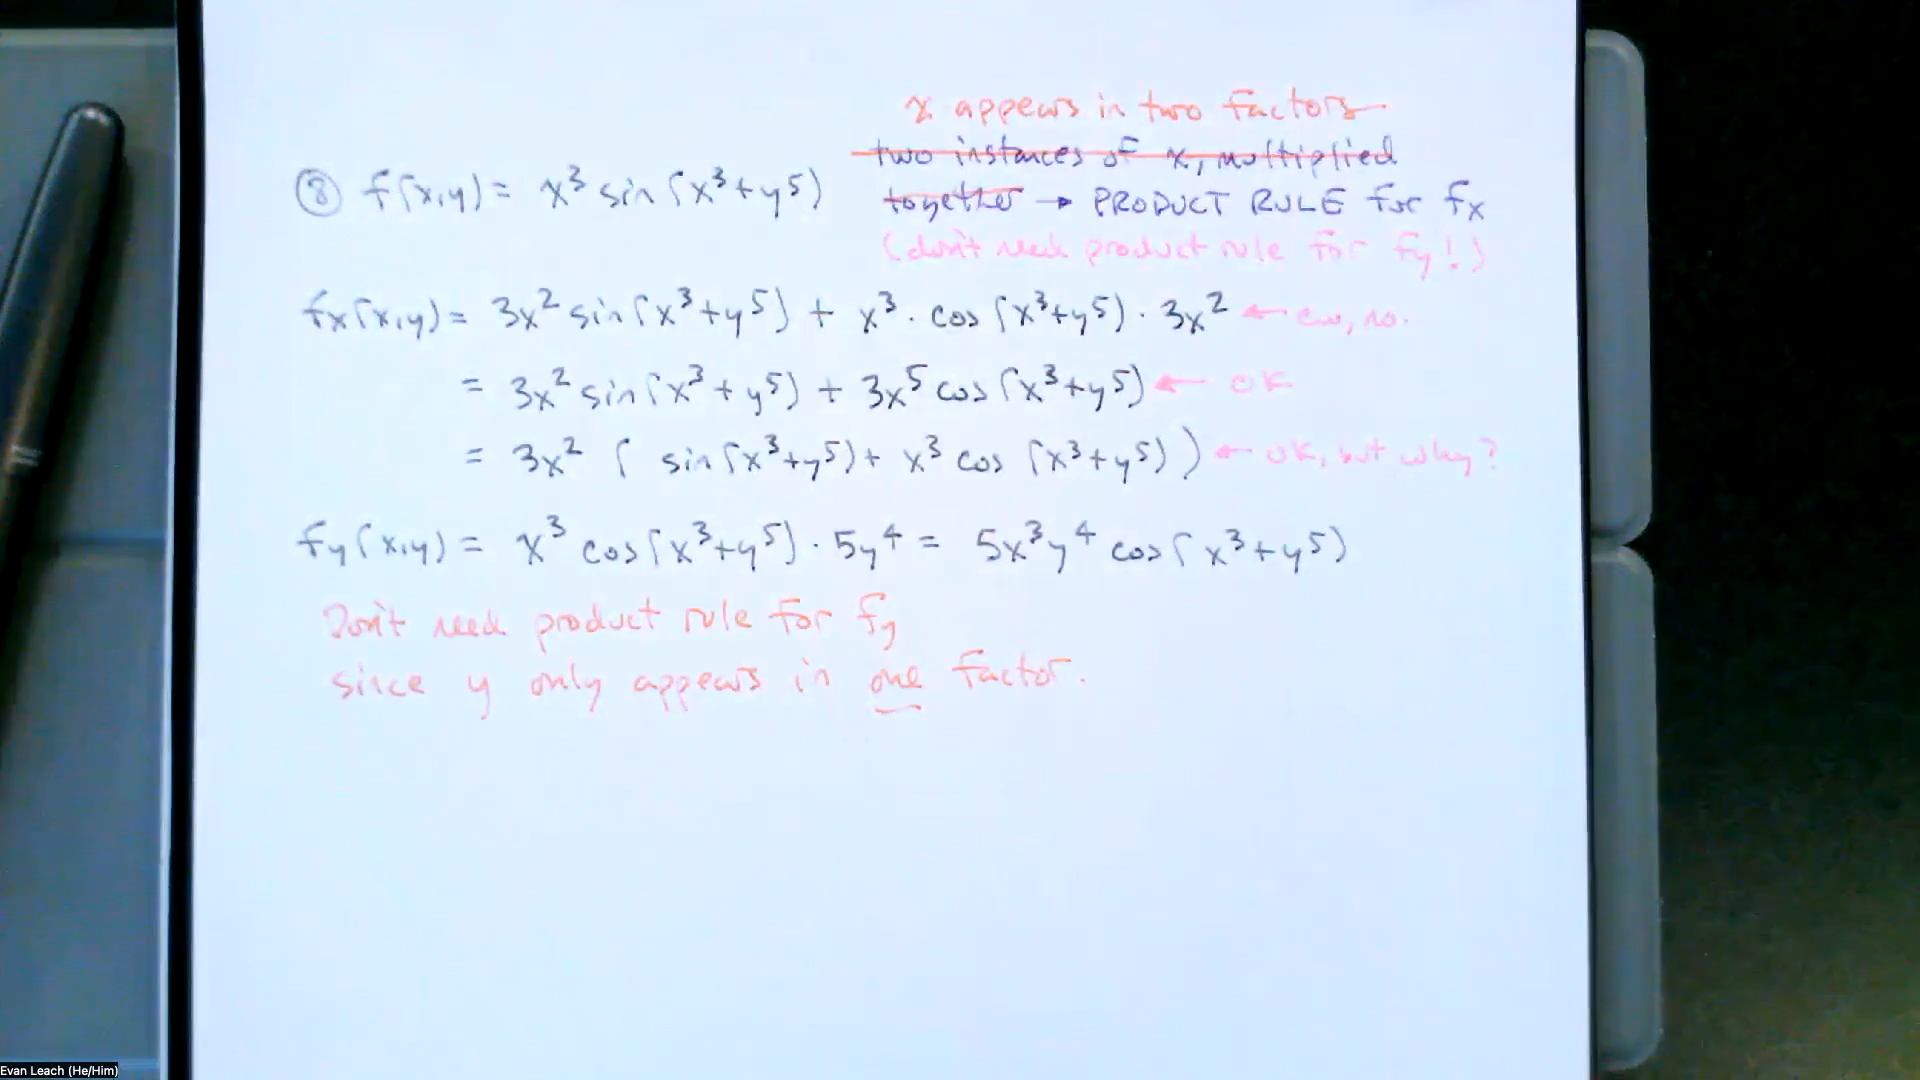 x appears in two factors.
two instances of x, multiplied
⑧ f(x,y) = x³ sin(x³+y⁵) together → PRODUCT RULE for fx
(don't need product rule for fy!)
fx(x,y) = 3x² sin(x³+y⁵) + x³ · cos(x³+y⁵) · 3x² ← ew, no.
= 3x² sin(x³+y⁵) + 3x⁵ cos(x³+y⁵) ← OK
= 3x² ( sin(x³+y⁵) + x³ cos (x³+y⁵) ) ← OK, but why?
fy(x,y) = x³ cos(x³+y⁵) · 5y⁴ = 5x³y⁴ cos(x³+y⁵)
Don't need product rule for fy
since y only appears in one factor.
Evan Leach (He/Him)